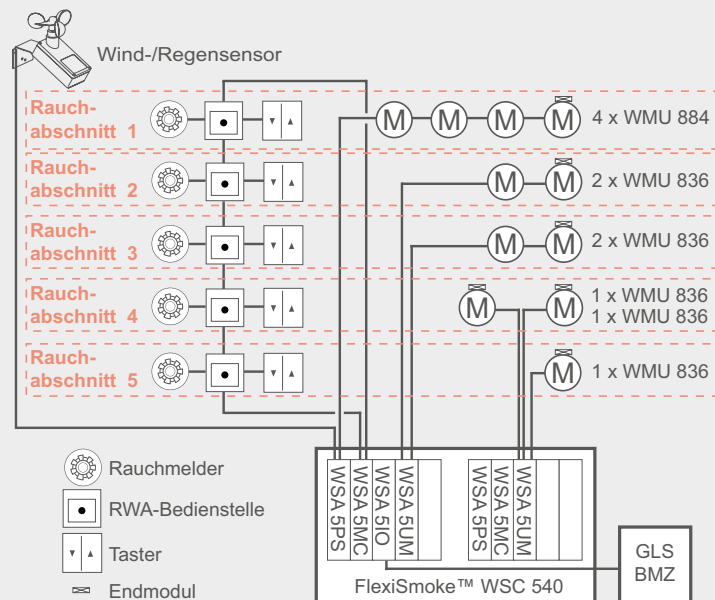 Wind-/Regensensor
Rauch-
abschnitt 1
M M M M
4 x WMU 884
Rauch-
abschnitt 2
M M
2 x WMU 836
Rauch-
abschnitt 3
M M
2 x WMU 836
Rauch-
abschnitt 4
M M
1 x WMU 836
1 x WMU 836
Rauch-
abschnitt 5
M
1 x WMU 836
Rauchmelder
RWA-Bedienstelle
Taster
Endmodul
WSA 5PS
WSA 5MC
WSA 5IO
WSA 5UM
WSA 5PS
WSA 5MC
WSA 5UM
FlexiSmoke™ WSC 540
GLS
BMZ